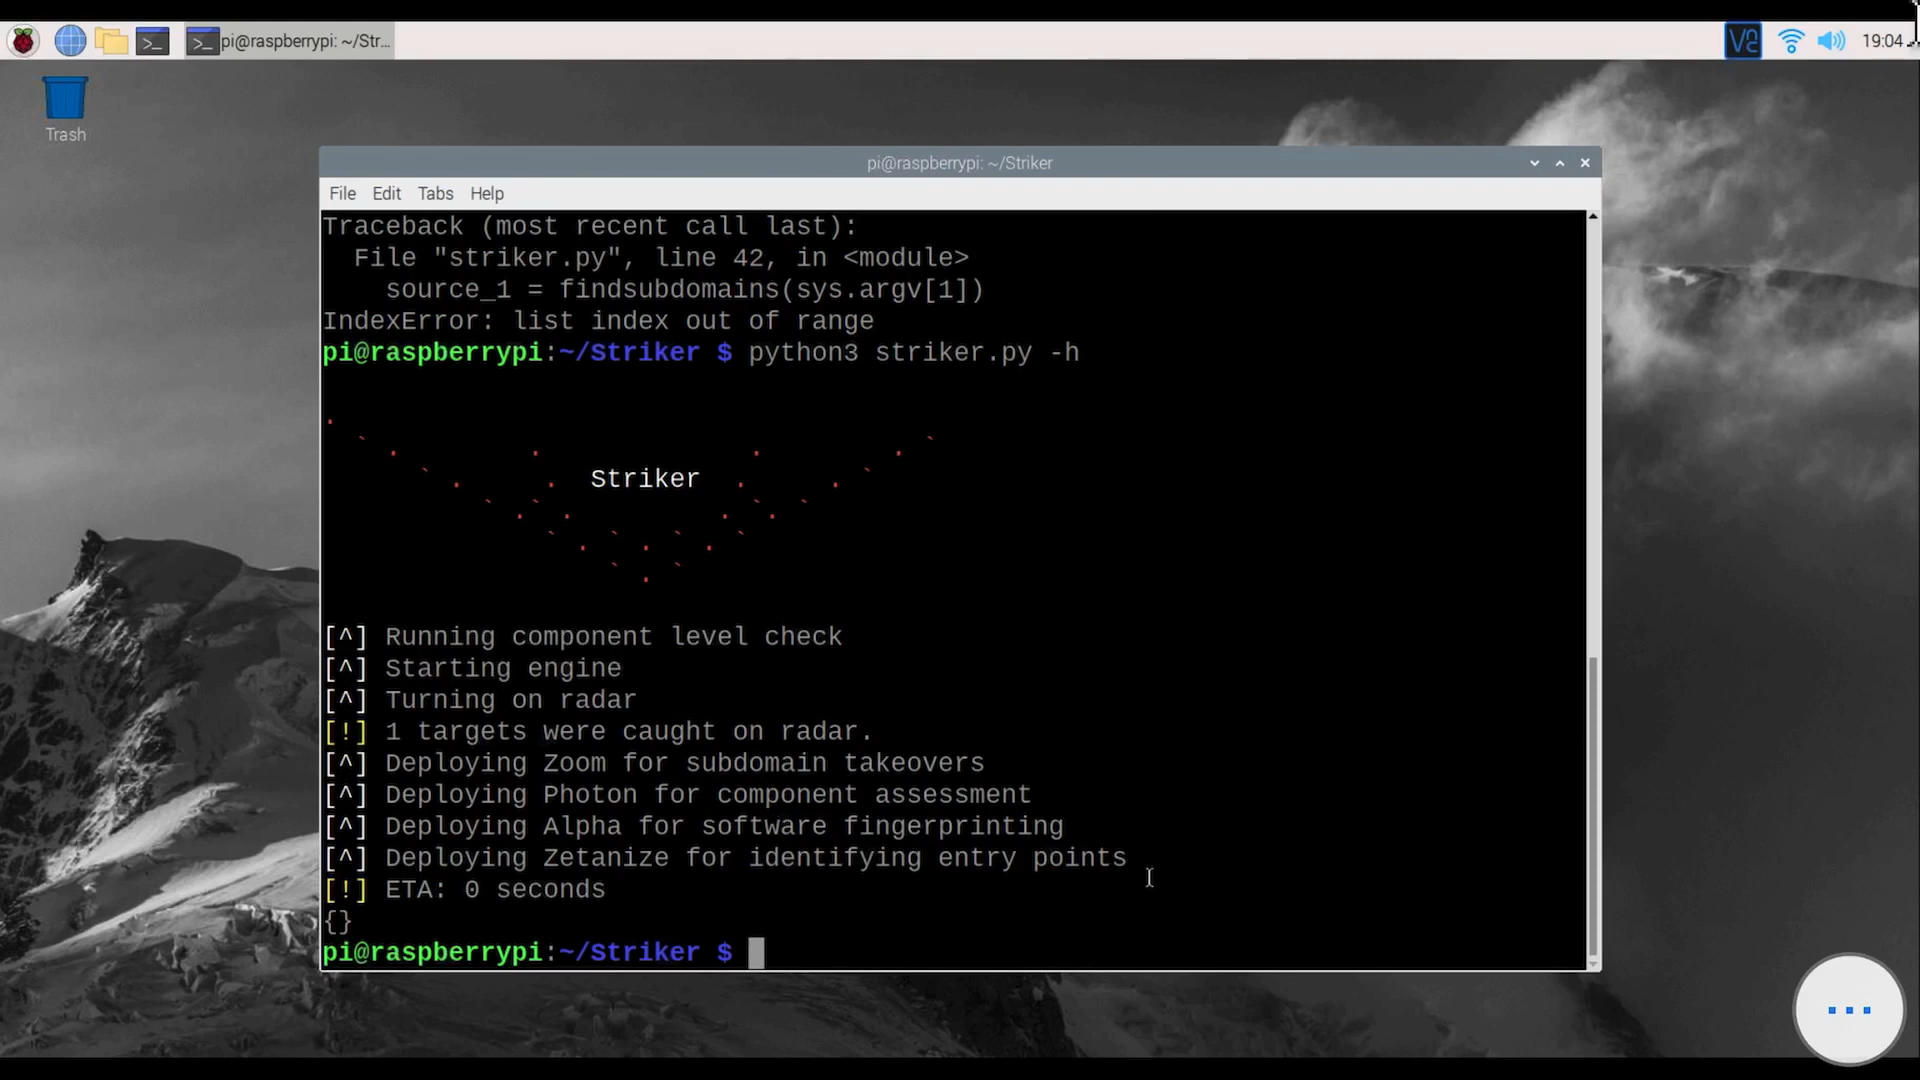 pi@raspberrypi: ~/Str...
19:04
Trash
pi@raspberrypi: ~/Striker
File Edit Tabs Help
Traceback (most recent call last):
  File "striker.py", line 42, in <module>
    source_1 = findsubdomains(sys.argv[1])
IndexError: list index out of range
pi@raspberrypi:~/Striker $ python3 striker.py -h
Striker
[^] Running component level check
[^] Starting engine
[^] Turning on radar
[!] 1 targets were caught on radar.
[^] Deploying Zoom for subdomain takeovers
[^] Deploying Photon for component assessment
[^] Deploying Alpha for software fingerprinting
[^] Deploying Zetanize for identifying entry points
[!] ETA: 0 seconds
{}
pi@raspberrypi:~/Striker $